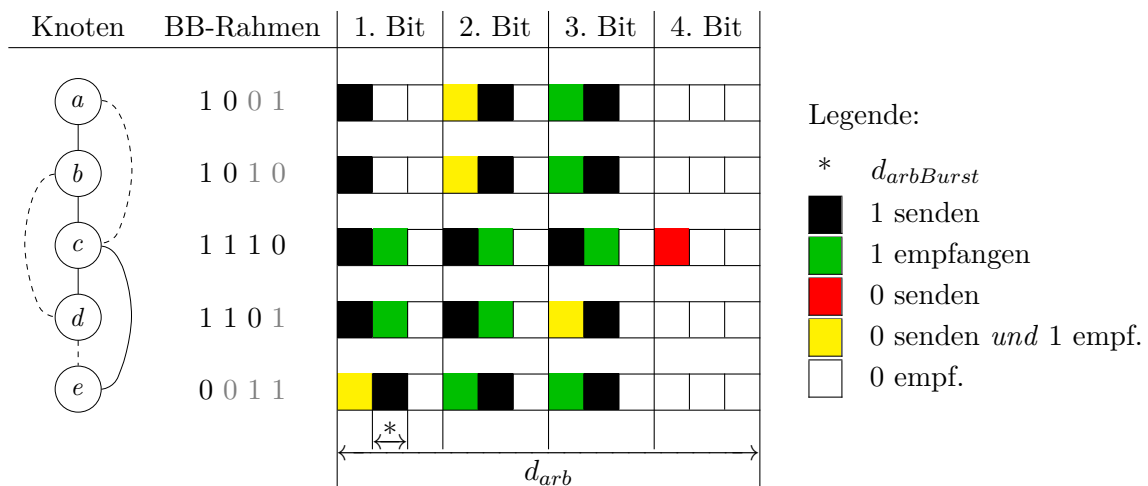 Knoten BB-Rahmen 1. Bit 2. Bit 3. Bit 4. Bit
a 1 0 0 1
Legende:
* d_arbBurst
b 1 0 1 0
1 senden
c 1 1 1 0
1 empfangen
0 senden
d 1 1 0 1
0 senden und 1 empf.
e 0 0 1 1
0 empf.
*
d_arb